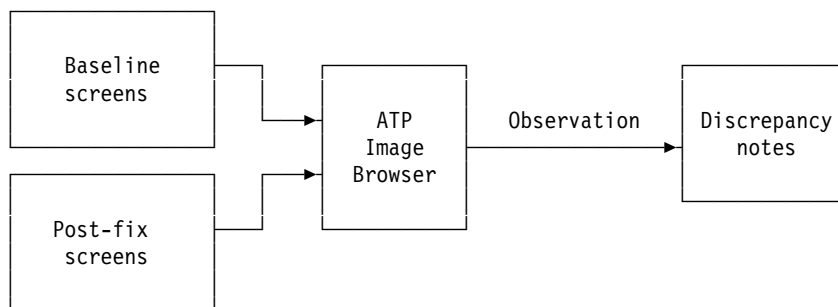 Baseline
screens
ATP
Image
Browser
Observation
Discrepancy
notes
Post-fix
screens